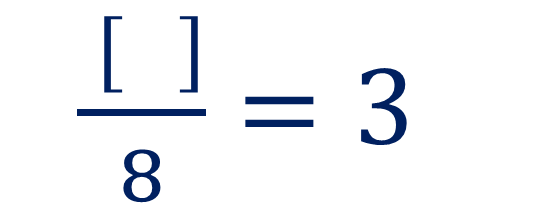 [ ]
8
= 3